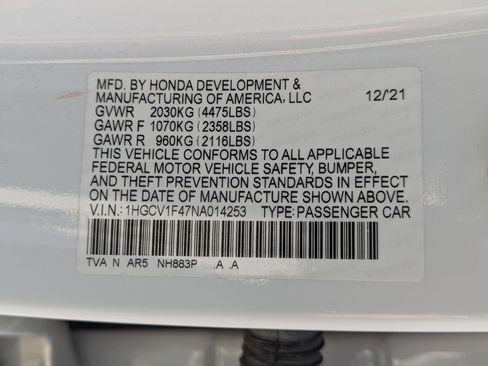 MFD. BY HONDA DEVELOPMENT &
MANUFACTURING OF AMERICA, LLC 12/21
GVWR 2030KG (4475LBS)
GAWR F 1070KG (2358LBS)
GAWR R 960KG (2116LBS)
THIS VEHICLE CONFORMS TO ALL APPLICABLE
FEDERAL MOTOR VEHICLE SAFETY, BUMPER,
AND THEFT PREVENTION STANDARDS IN EFFECT
ON THE DATE OF MANUFACTURE SHOWN ABOVE.
V.I.N.: 1HGCV1F47NA014253 TYPE: PASSENGER CAR
TVA N AR5 NH883P .A .A